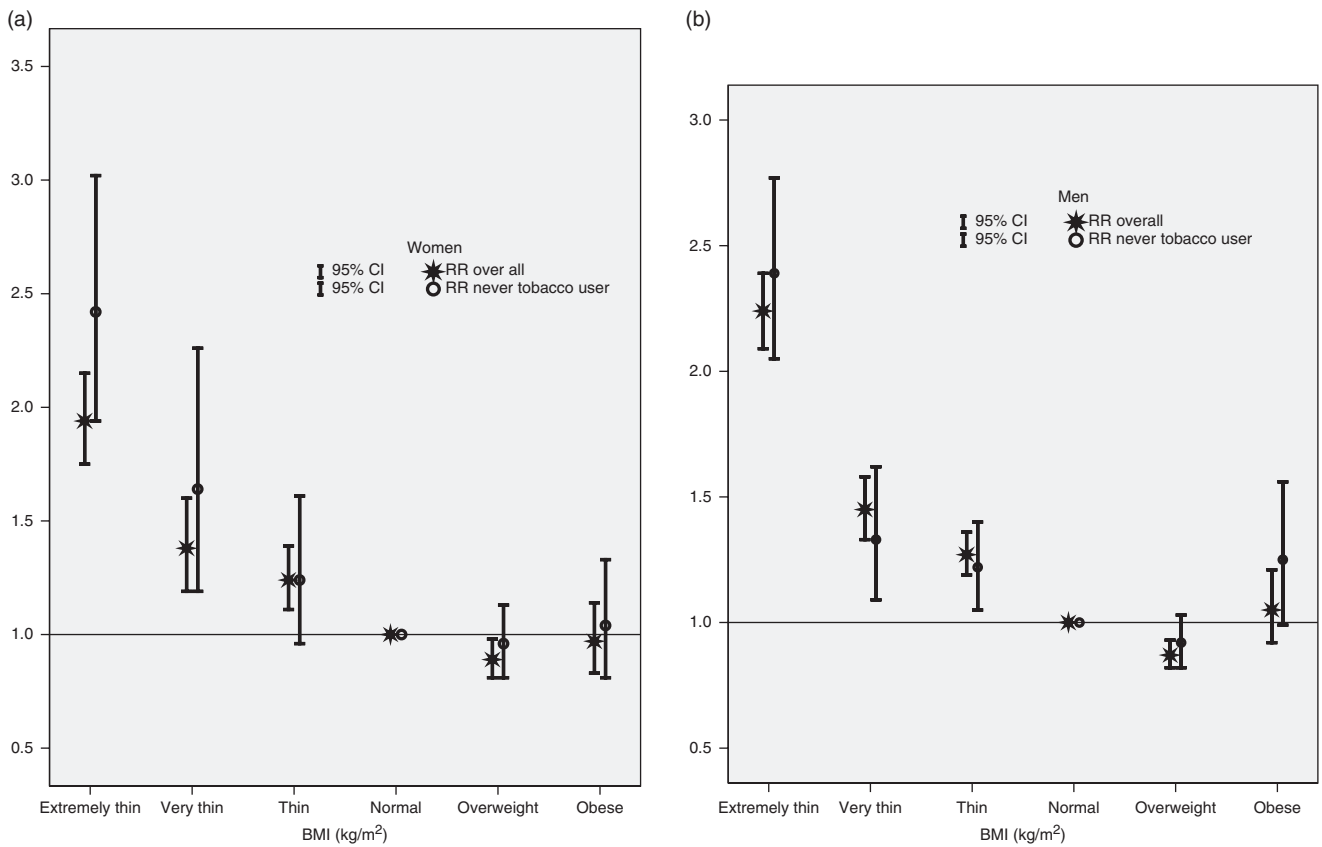 (a)
3.5
3.0
2.5
2.0
1.5
1.0
0.5
Women
95% CI RR over all
95% CI RR never tobacco user
Extremely thin Very thin Thin Normal Overweight Obese
BMI (kg/m²)
(b)
3.0
2.5
2.0
1.5
1.0
0.5
Men
95% CI RR overall
95% CI RR never tobacco user
Extremely thin Very thin Thin Normal Overweight Obese
BMI (kg/m²)